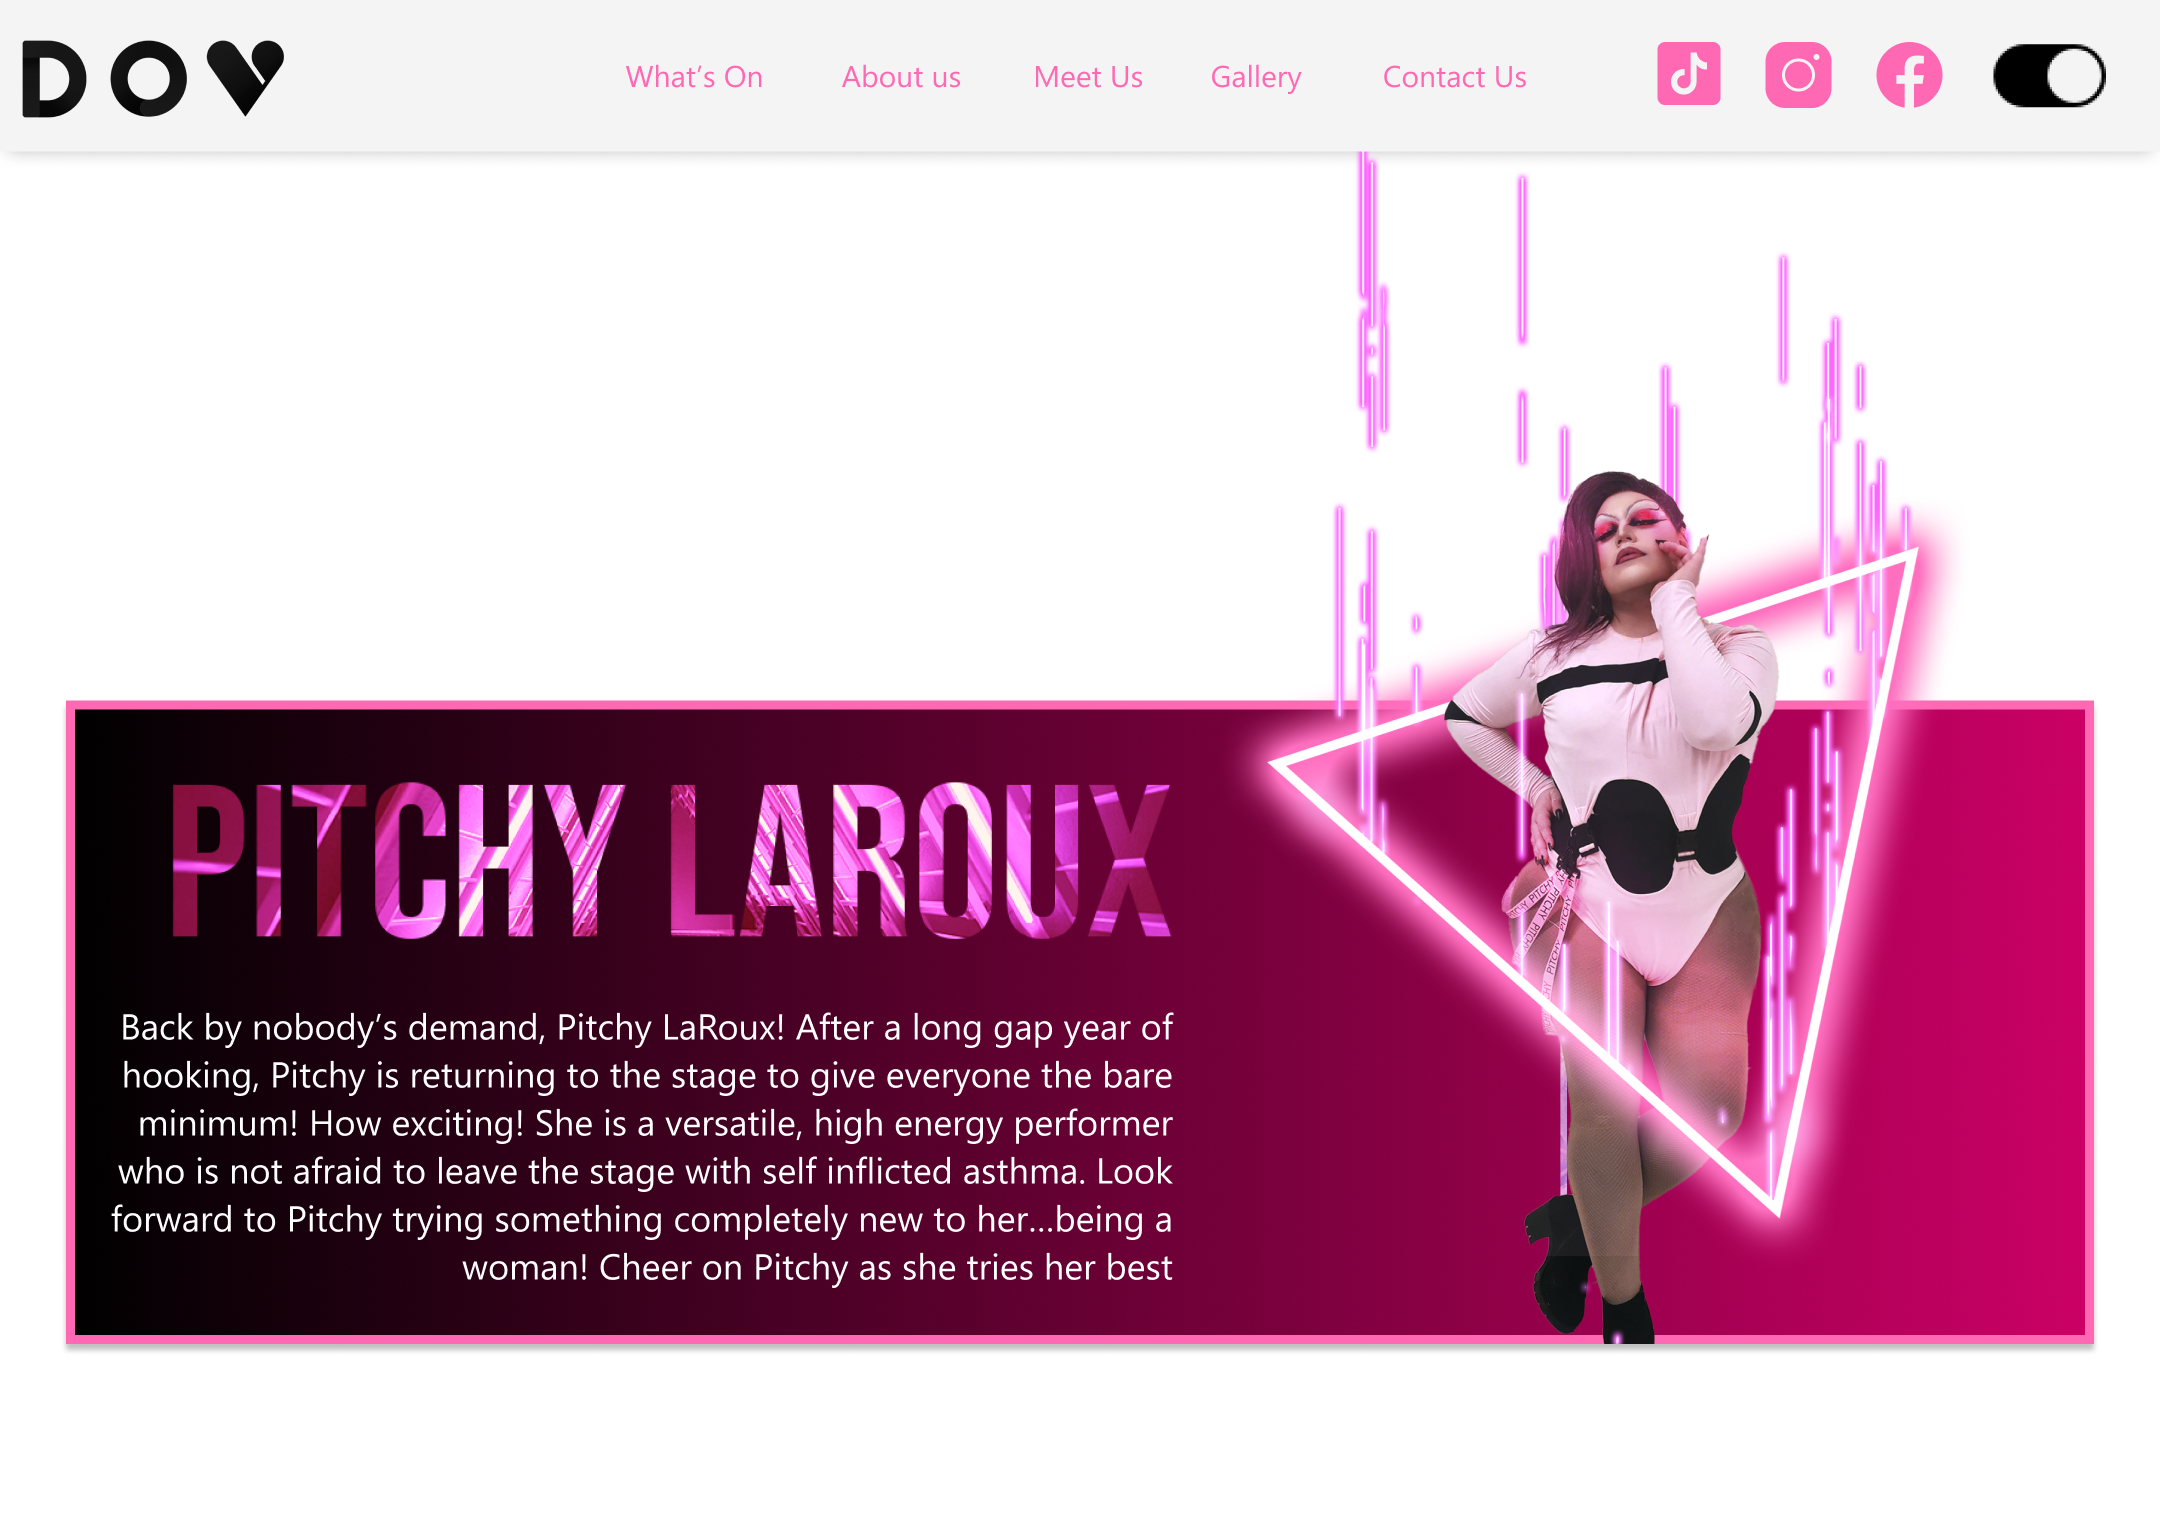 DOV
What’s On About us Meet Us Gallery Contact Us
PITCHY LAROUX
Back by nobody’s demand, Pitchy LaRoux! After a long gap year of
hooking, Pitchy is returning to the stage to give everyone the bare
minimum! How exciting! She is a versatile, high energy performer
who is not afraid to leave the stage with self inflicted asthma. Look
forward to Pitchy trying something completely new to her...being a
woman! Cheer on Pitchy as she tries her best
PITCHY
PITCHY
PITCHY
PITCHY